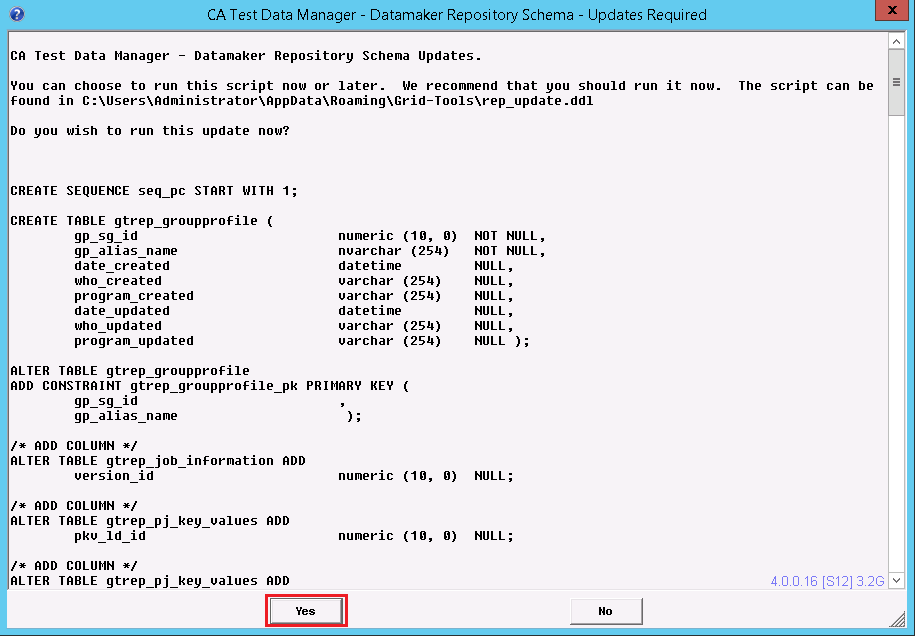 CA Test Data Manager - Datamaker Repository Schema - Updates Required
CA Test Data Manager - Datamaker Repository Schema Updates.
You can choose to run this script now or later.  We recommend that you should run it now.  The script can be
found in C:\Users\Administrator\AppData\Roaming\Grid-Tools\rep_update.ddl
Do you wish to run this update now?
CREATE SEQUENCE seq_pc START WITH 1;
CREATE TABLE gtrep_groupprofile (
gp_sg_id numeric (10, 0) NOT NULL,
gp_alias_name nvarchar (254) NOT NULL,
date_created datetime NULL,
who_created varchar (254) NULL,
program_created varchar (254) NULL,
date_updated datetime NULL,
who_updated varchar (254) NULL,
program_updated varchar (254) NULL );
ALTER TABLE gtrep_groupprofile
ADD CONSTRAINT gtrep_groupprofile_pk PRIMARY KEY (
gp_sg_id ,
gp_alias_name );
/* ADD COLUMN */
ALTER TABLE gtrep_job_information ADD
version_id numeric (10, 0) NULL;
/* ADD COLUMN */
ALTER TABLE gtrep_pj_key_values ADD
pkv_ld_id numeric (10, 0) NULL;
/* ADD COLUMN */
ALTER TABLE gtrep_pj_key_values ADD
4.0.0.16 [S12] 3.2G
Yes
No